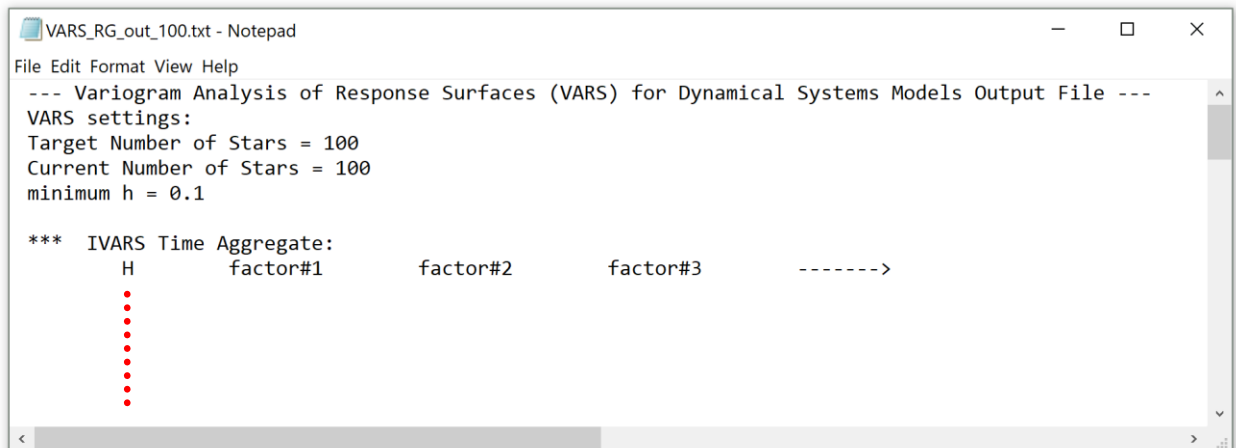 VARS_RG_out_100.txt - Notepad
File Edit Format View Help
--- Variogram Analysis of Response Surfaces (VARS) for Dynamical Systems Models Output File ---
VARS settings:
Target Number of Stars = 100
Current Number of Stars = 100
minimum h = 0.1
*** IVARS Time Aggregate:
H factor#1 factor#2 factor#3 ------->